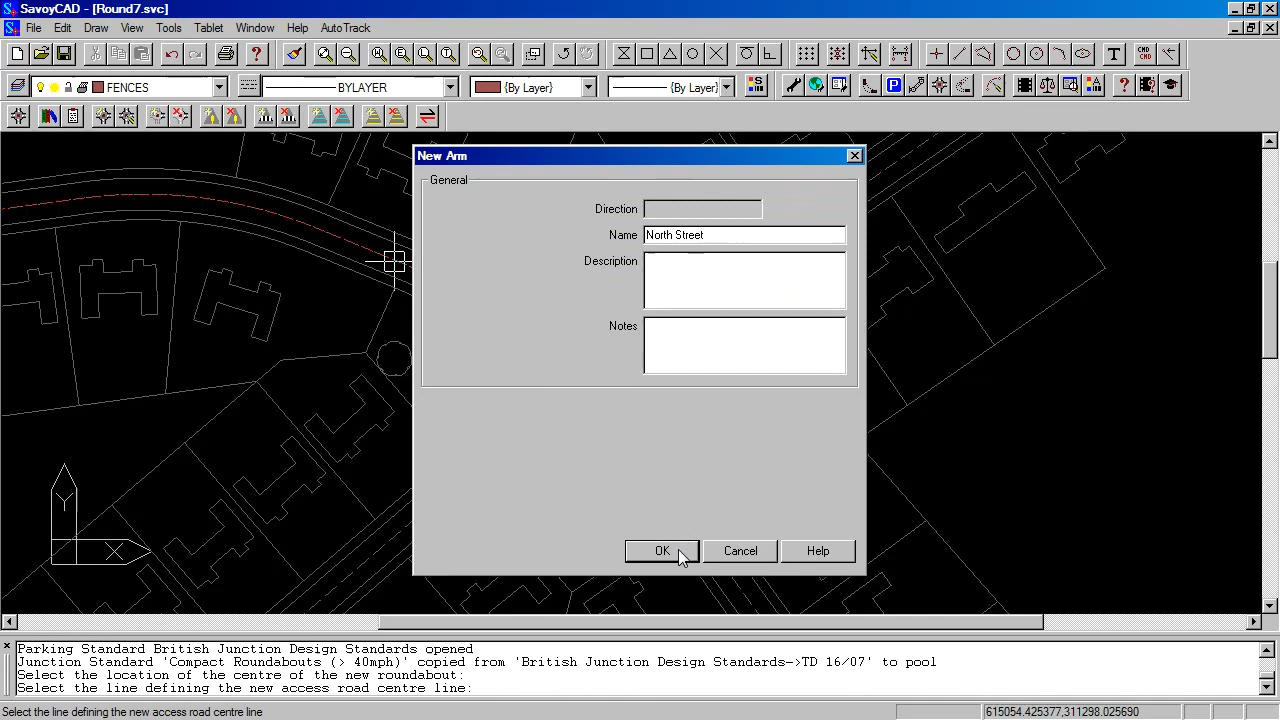 SavoyCAD - [Round7.svc]
File Edit Draw View Tools Tablet Window Help AutoTrack
FENCES
BYLAYER
{By Layer}
{By Layer}
New Arm
General
Direction
Name North Street
Description
Notes
OK Cancel Help
Y
X
Parking Standard British Junction Design Standards opened
Junction Standard 'Compact Roundabouts (> 40mph)' copied from 'British Junction Design Standards->TD 16/07' to pool
Select the location of the centre of the new roundabout:
Select the line defining the new access road centre line:
Select the line defining the new access road centre line
615054.425377,311298.025690